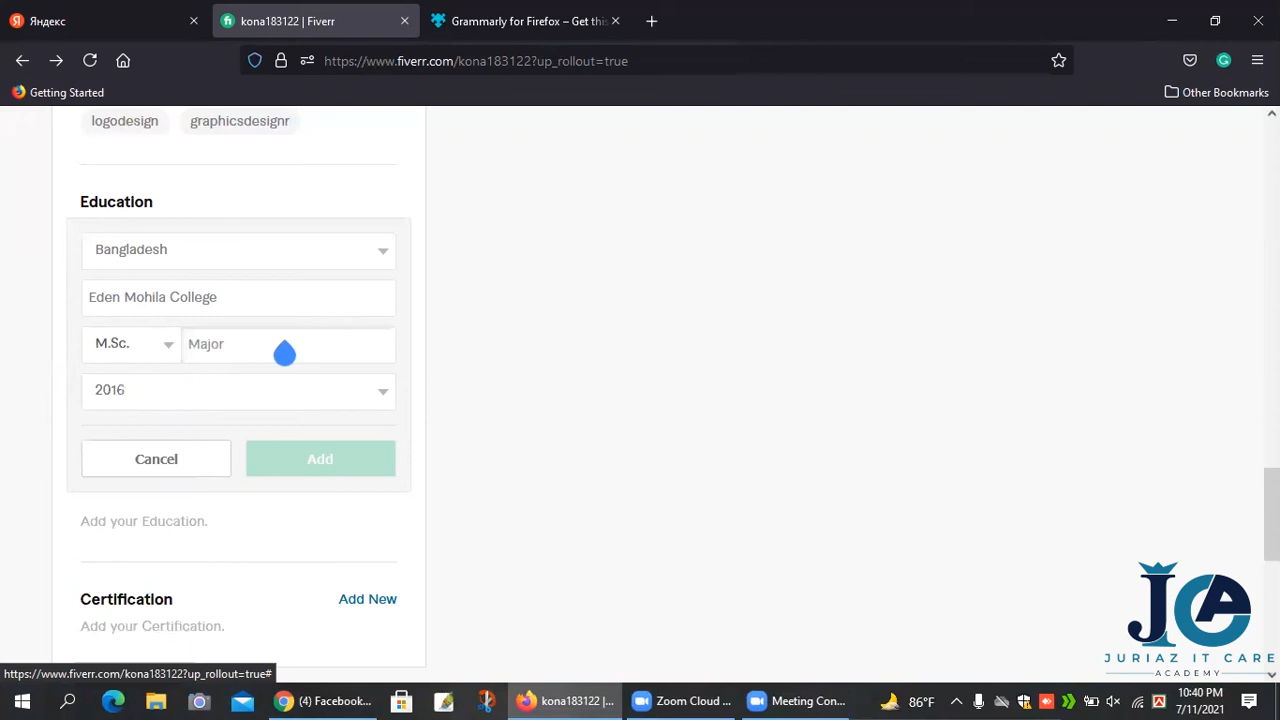 Яндекс
kona183122 | Fiverr
Grammarly for Firefox – Get this
https://www.fiverr.com/kona183122?up_rollout=true
Getting Started
Other Bookmarks
logodesign
graphicsdesignr
Education
Bangladesh
Eden Mohila College
M.Sc.
Major
2016
Cancel
Add
Add your Education.
Certification
Add New
Add your Certification.
https://www.fiverr.com/kona183122?up_rollout=true#
JURIAZ IT CARE
ACADEMY
(4) Facebook...
kona183122 |...
Zoom Cloud ...
Meeting Con...
86°F
10:40 PM
7/11/2021